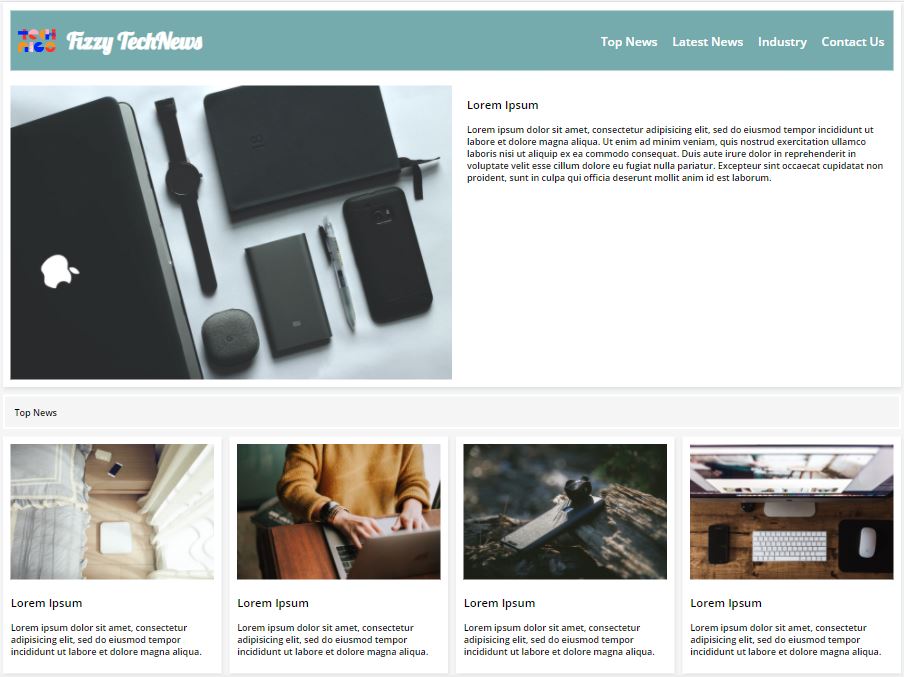 TECH NEO
Fizzy TechNews
Top News Latest News Industry Contact Us
Lorem Ipsum
Lorem ipsum dolor sit amet, consectetur adipisicing elit, sed do eiusmod tempor incididunt ut
labore et dolore magna aliqua. Ut enim ad minim veniam, quis nostrud exercitation ullamco
laboris nisi ut aliquip ex ea commodo consequat. Duis aute irure dolor in reprehenderit in
voluptate velit esse cillum dolore eu fugiat nulla pariatur. Excepteur sint occaecat cupidatat non
proident, sunt in culpa qui officia deserunt mollit anim id est laborum.
Top News
Lorem Ipsum
Lorem ipsum dolor sit amet, consectetur
adipisicing elit, sed do eiusmod tempor
incididunt ut labore et dolore magna aliqua.
Lorem Ipsum
Lorem ipsum dolor sit amet, consectetur
adipisicing elit, sed do eiusmod tempor
incididunt ut labore et dolore magna aliqua.
Lorem Ipsum
Lorem ipsum dolor sit amet, consectetur
adipisicing elit, sed do eiusmod tempor
incididunt ut labore et dolore magna aliqua.
Lorem Ipsum
Lorem ipsum dolor sit amet, consectetur
adipisicing elit, sed do eiusmod tempor
incididunt ut labore et dolore magna aliqua.